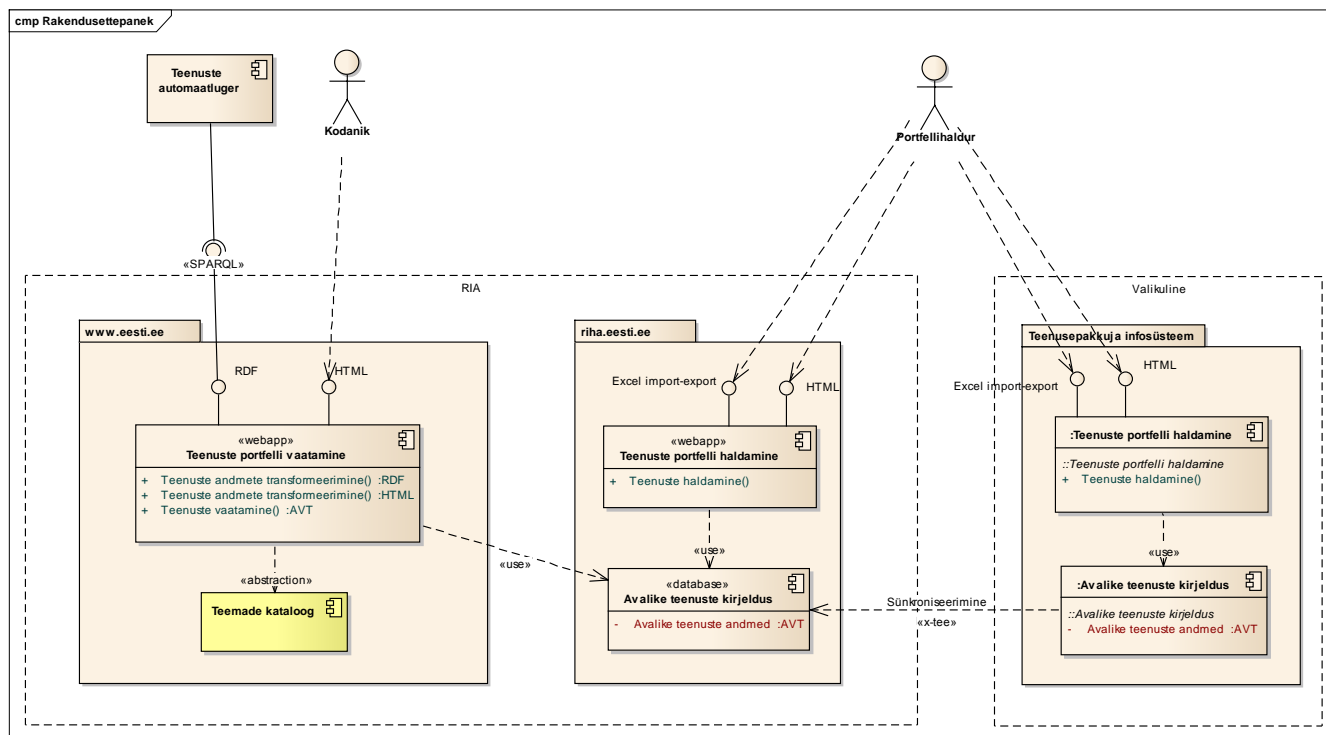 cmp Rakendusettepanek
Teenuste
automaatluger
Kodanik
Portfellihaldur
«SPARQL»
RIA
Valikuline
www.eesti.ee
RDF
HTML
«webapp»
Teenuste portfelli vaatamine
+ Teenuste andmete transformeerimine() :RDF
+ Teenuste andmete transformeerimine() :HTML
+ Teenuste vaatamine() :AVT
«abstraction»
Teemade kataloog
«use»
riha.eesti.ee
Excel import-export
HTML
«webapp»
Teenuste portfelli haldamine
+ Teenuste haldamine()
«use»
«database»
Avalike teenuste kirjeldus
- Avalike teenuste andmed :AVT
Sünkroniseerimine
«x-tee»
Teenusepakkuja infosüsteem
HTML
Excel import-export
:Teenuste portfelli haldamine
::Teenuste portfelli haldamine
+ Teenuste haldamine()
«use»
:Avalike teenuste kirjeldus
::Avalike teenuste kirjeldus
- Avalike teenuste andmed :AVT